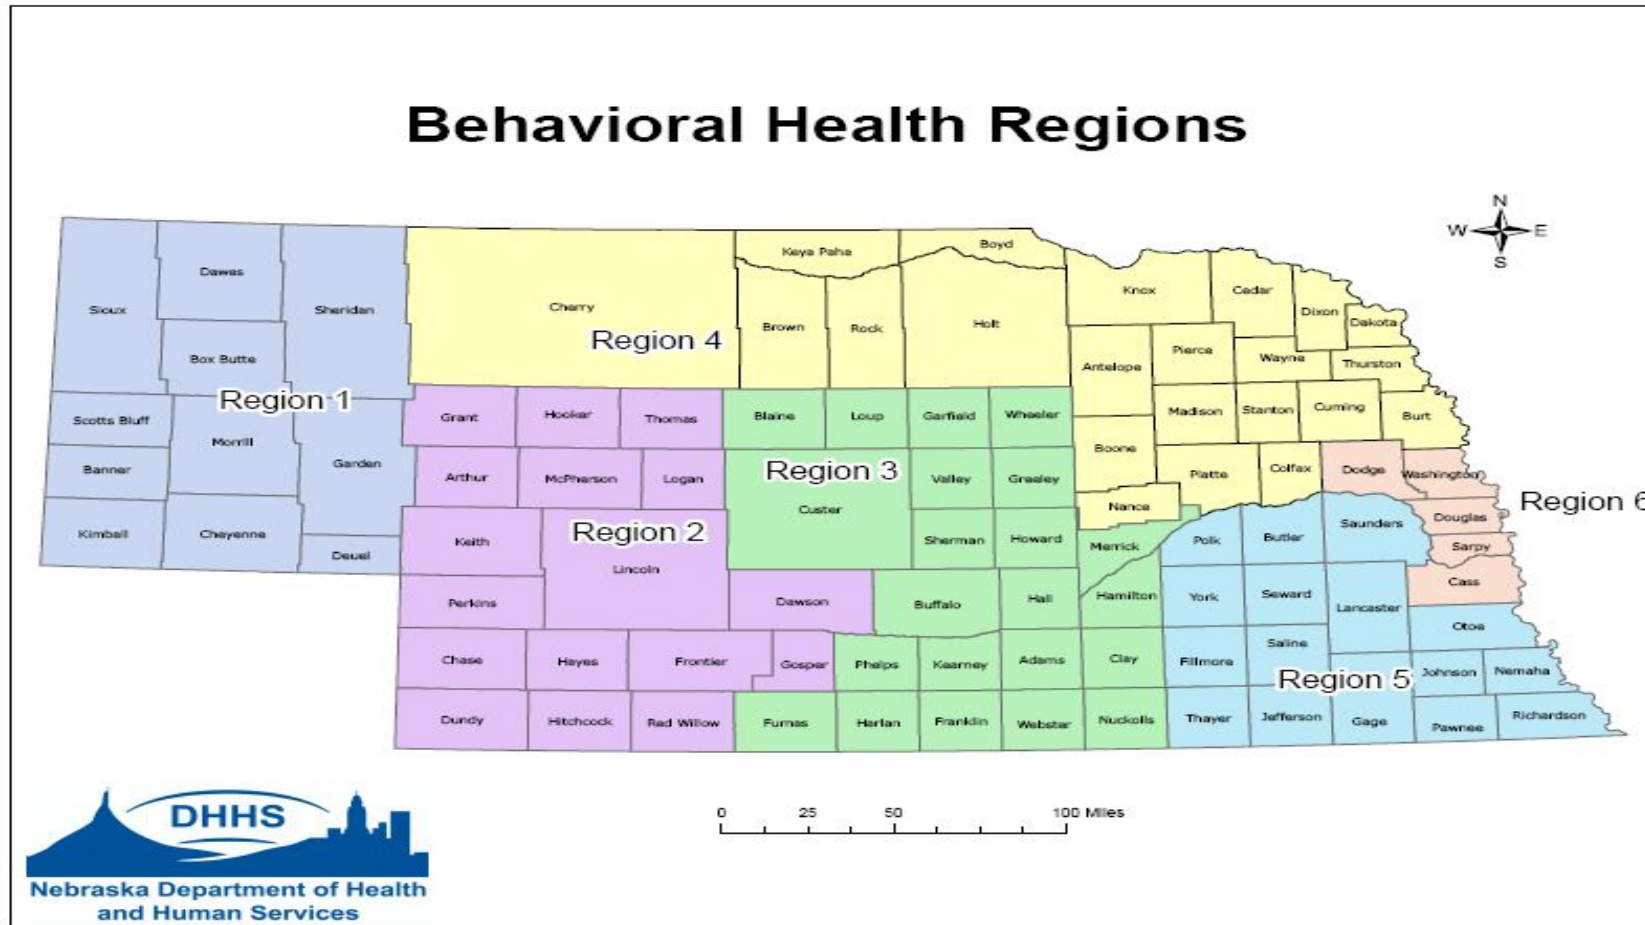 Behavioral Health Regions
N
W E
S
Keya Paha Boyd
Dawes
Knox Cedar
Sioux Sheridan Cherry Dixon
Brown Rock Holt Dakota
Region 4
Box Butte Pierce Wayne
Antelope Thurston
Region 1
Scotts Bluff Grant Hooker Thomas Blaine Loup Garfield Wheeler Madison Stanton Cuming Burt
Morrill
Garden Boone
Banner Arthur McPherson Logan Region 3 Valley Greeley Platte Colfax Dodge Washington
Custer Nance Region 6
Kimball Cheyenne Keith Region 2 Sherman Howard Merrick Polk Butler Saunders Douglas
Deuel Lincoln Sarpy
Perkins Dawson Buffalo Hall Hamilton York Seward Lancaster Cass
Otoe
Chase Hayes Frontier Gosper Phelps Kearney Adams Clay Fillmore Saline
Region 5 Johnson Nemaha
Dundy Hitchcock Red Willow Furnas Harlan Franklin Webster Nuckolls Thayer Jefferson Gage Pawnee Richardson
0 25 50 100 Miles
DHHS
Nebraska Department of Health
and Human Services